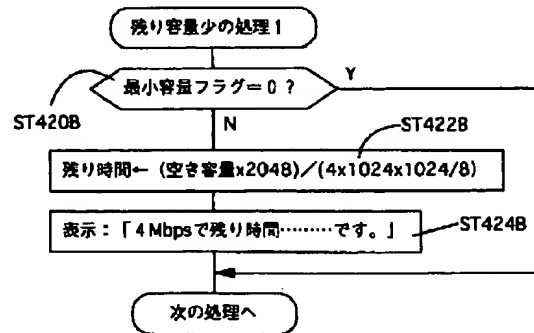 残り容量少の処理1
最小容量フラグ=0?
Y
ST420B
N
ST422B
残り時間←(空き容量x2048)/(4x1024x1024/8)
表示:「4Mbpsで残り時間………です。」
ST424B
次の処理へ